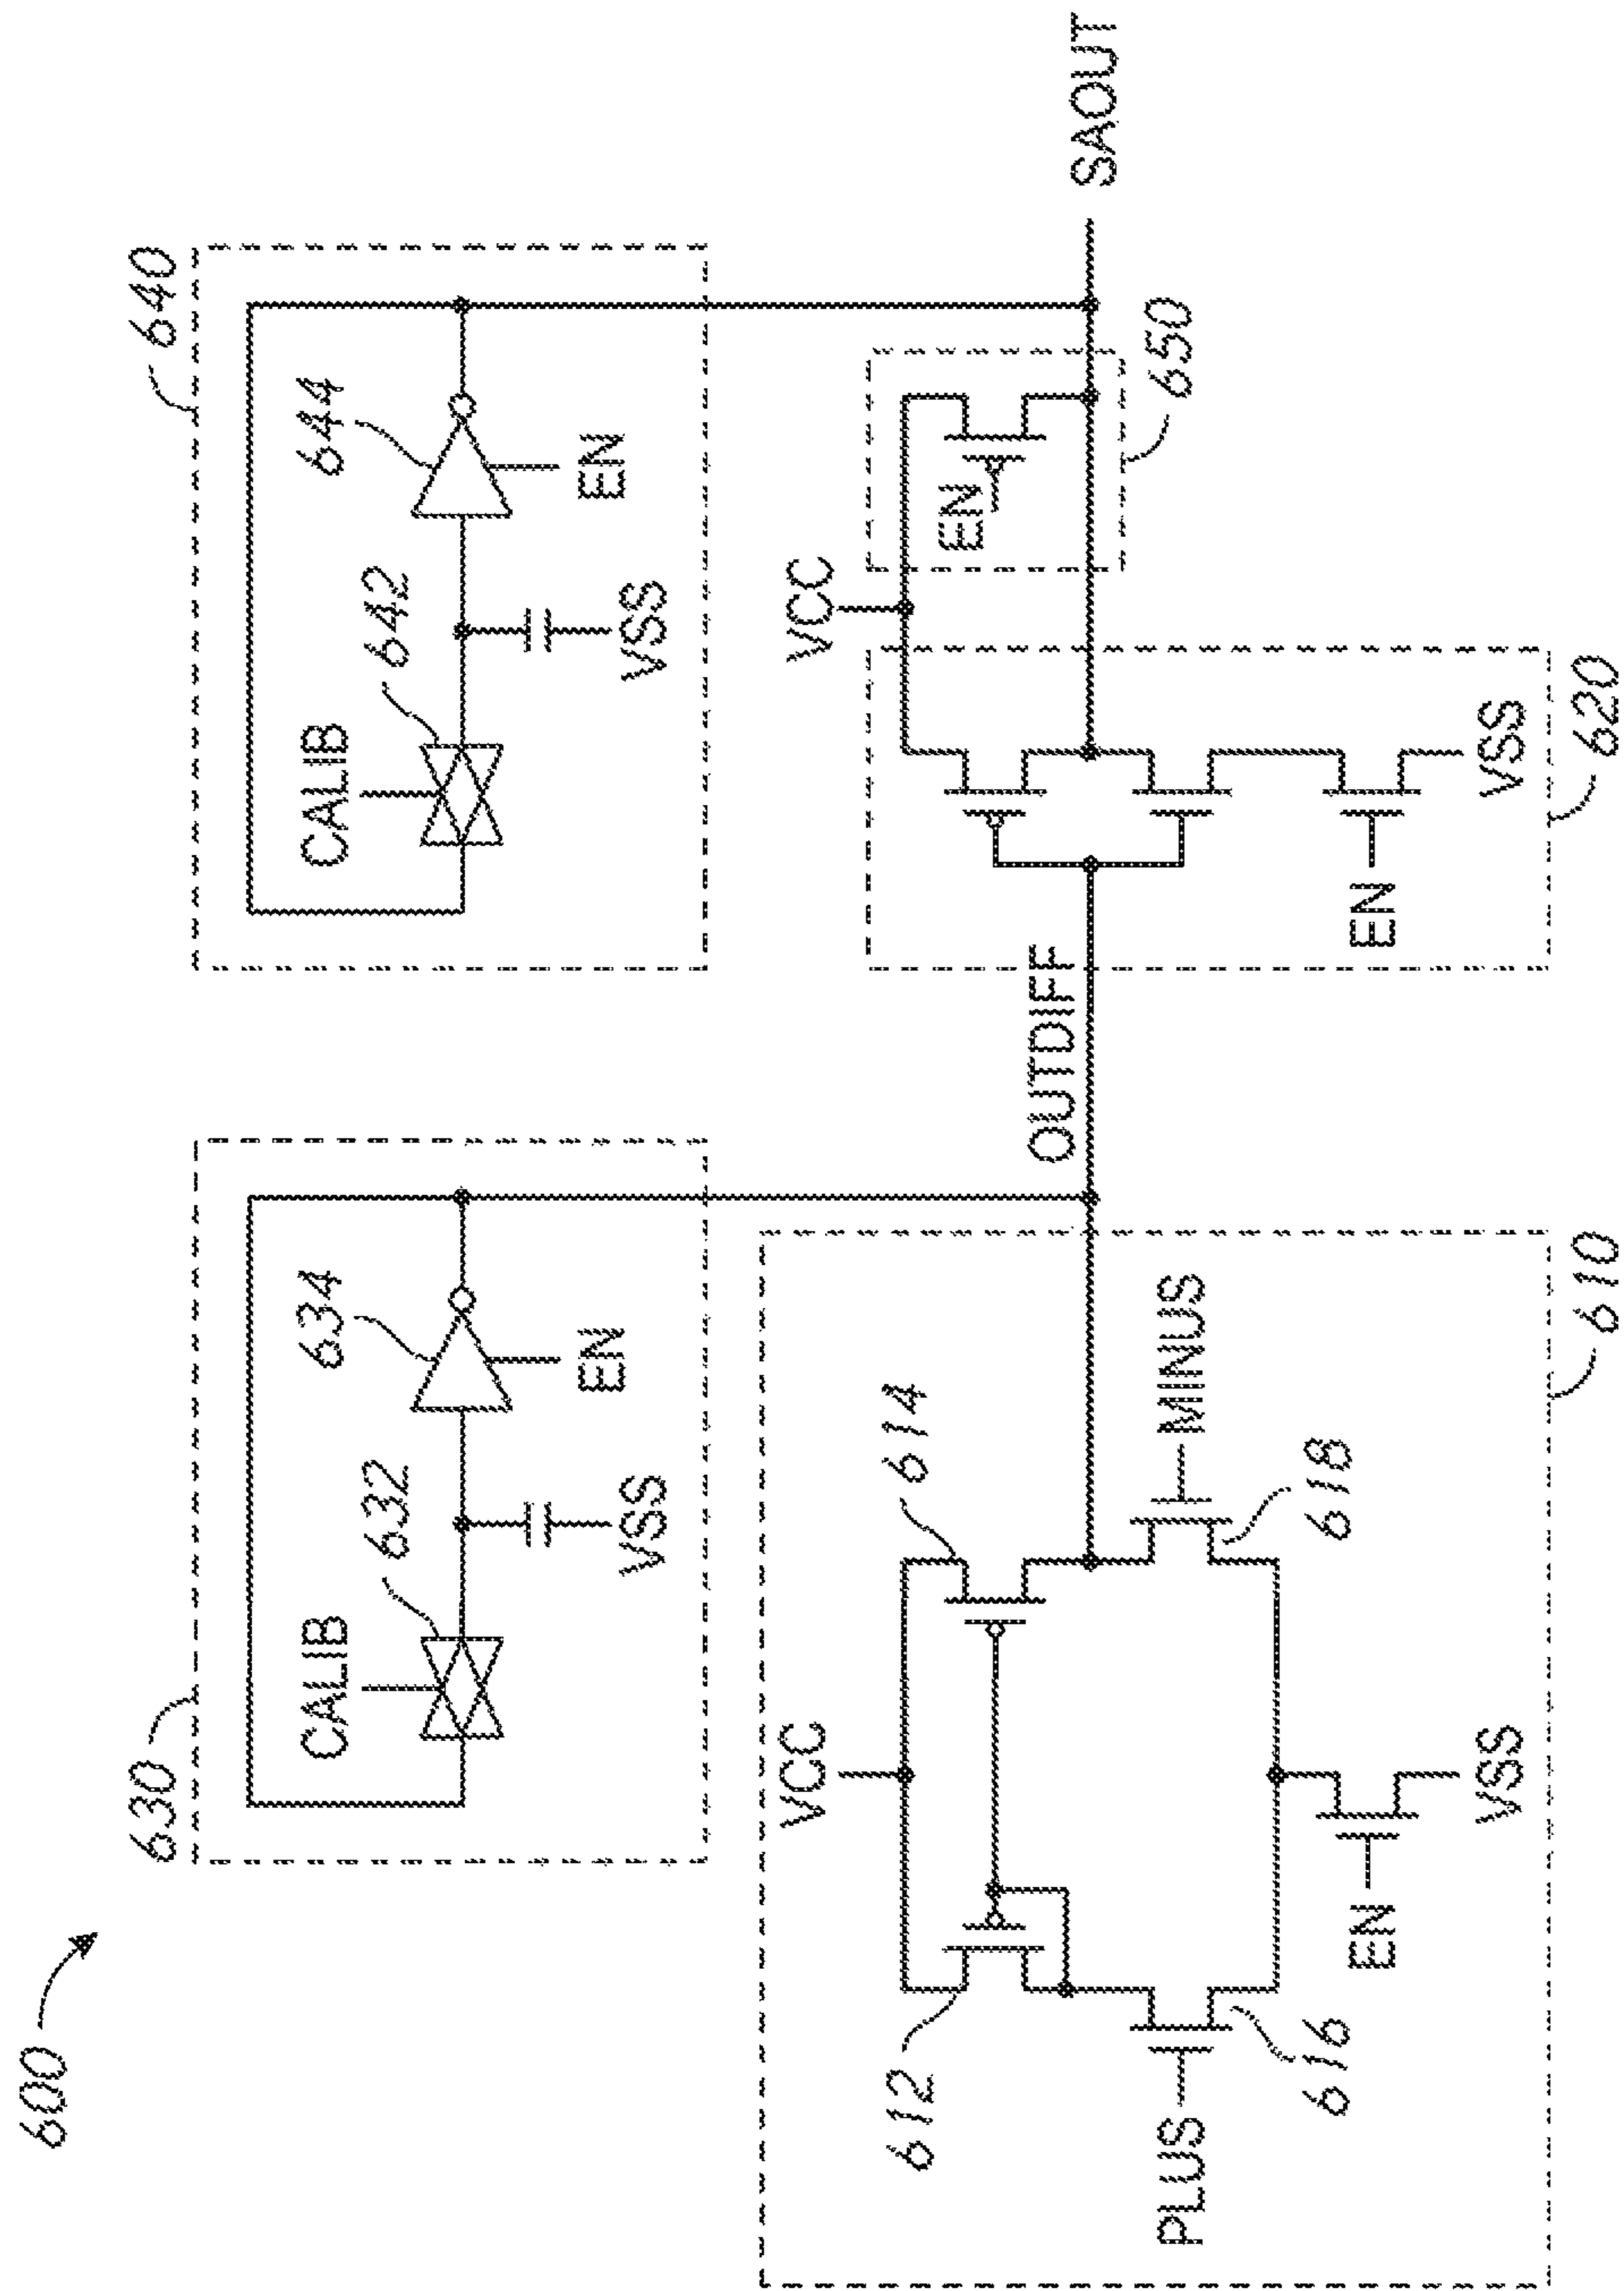 600
630
640
CALIB
632
634
EN
VSS
CALIB
642
644
EN
VSS
VCC
612
614
PLUS
616
MINUS
618
EN
VSS
610
OUTDIFF
VCC
EN
650
SAOUT
EN
VSS
620